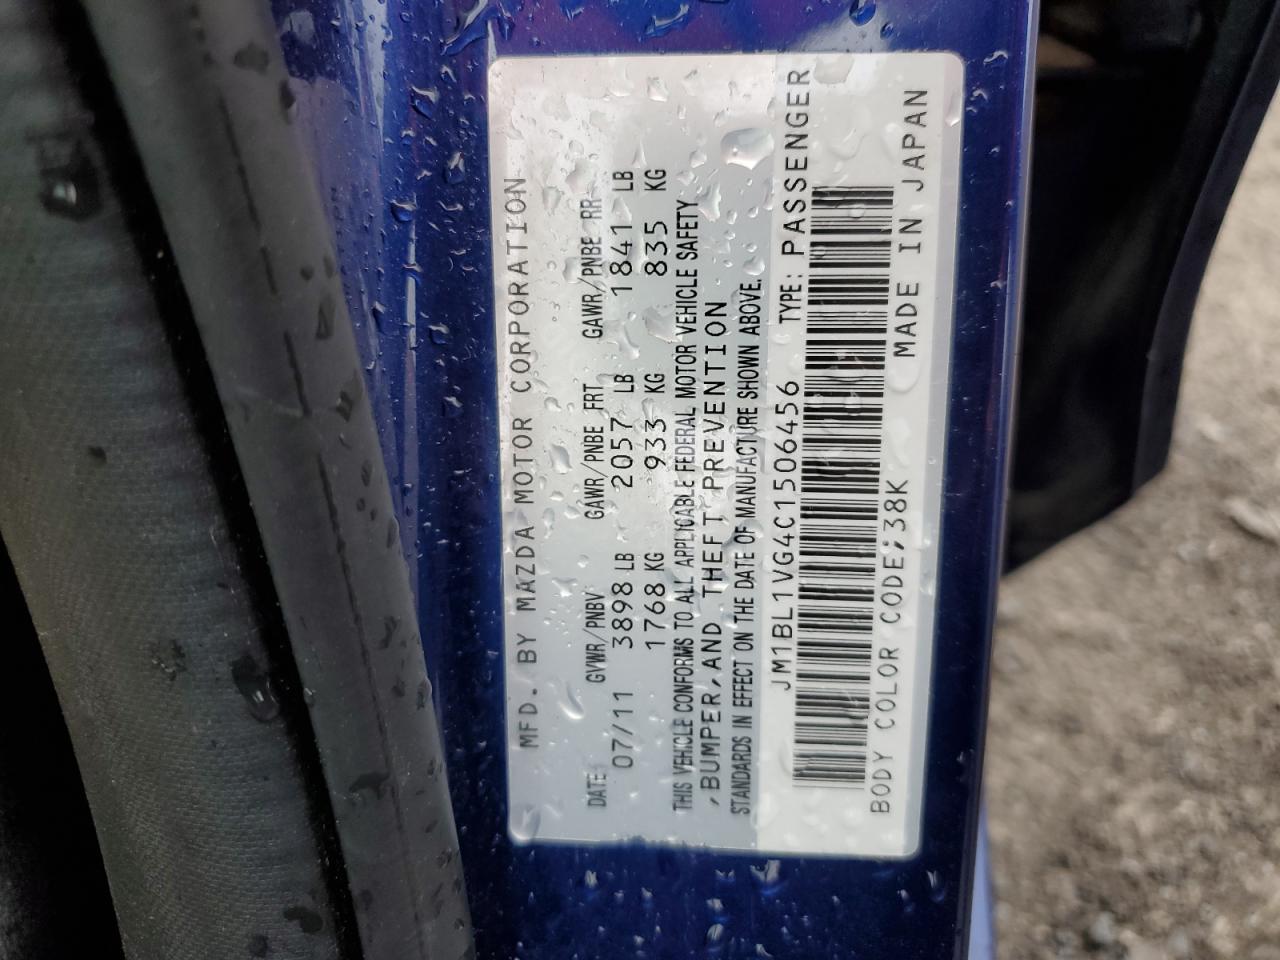 MFD. BY MAZDA MOTOR CORPORATION
DATE GVWR/PNBV GAWR/PNBE FRT GAWR/PNBE RR
07/11 3898 LB 2057 LB 1841 LB
1768 KG 933 KG 835 KG
THIS VEHICLE CONFORMS TO ALL APPLICABLE FEDERAL MOTOR VEHICLE SAFETY
,BUMPER,AND THEFT PREVENTION
STANDARDS IN EFFECT ON THE DATE OF MANUFACTURE SHOWN ABOVE.
JM1BL1VG4C1506456 TYPE: PASSENGER
BODY COLOR CODE:38K MADE IN JAPAN